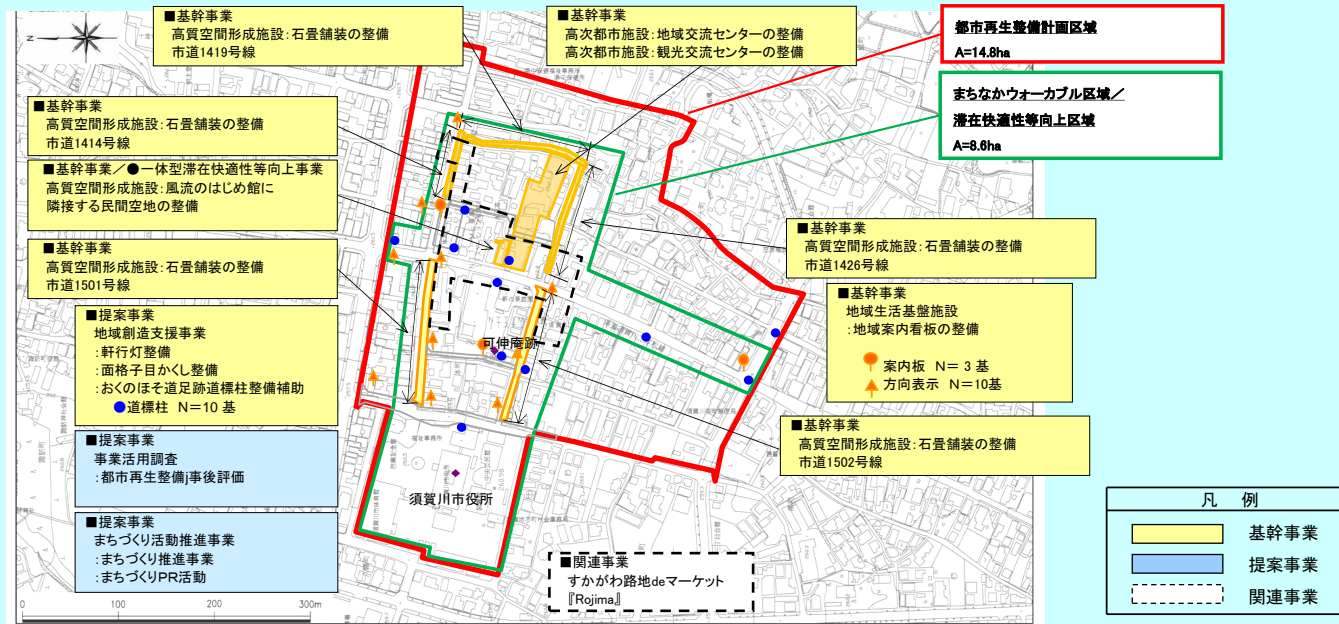 ■基幹事業
高質空間形成施設:石畳舗装の整備
市道1419号線
■基幹事業
高次都市施設:地域交流センターの整備
高次都市施設:観光交流センターの整備
都市再生整備計画区域
A=14.8ha
まちなかウォーカブル区域／
滞在快適性等向上区域
A=8.6ha
■基幹事業
高質空間形成施設:石畳舗装の整備
市道1414号線
■基幹事業／●一体型滞在快適性等向上事業
高質空間形成施設:風流のはじめ館に
隣接する民間空地の整備
■基幹事業
高質空間形成施設:石畳舗装の整備
市道1501号線
■基幹事業
高質空間形成施設:石畳舗装の整備
市道1426号線
■基幹事業
地域生活基盤施設
:地域案内看板の整備
案内板 N＝ 3 基
方向表示 N＝10基
■提案事業
地域創造支援事業
:軒行灯整備
:面格子目かくし整備
:おくのほそ道足跡道標柱整備補助
●道標柱 N＝10 基
可伸庵跡
■基幹事業
高質空間形成施設:石畳舗装の整備
市道1502号線
■提案事業
事業活用調査
:都市再生整備j事後評価
須賀川市役所
■提案事業
まちづくり活動推進事業
:まちづくり推進事業
:まちづくりPR活動
■関連事業
すかがわ路地deマーケット
『Rojima』
凡 例
基幹事業
提案事業
関連事業
0 100 200 300m